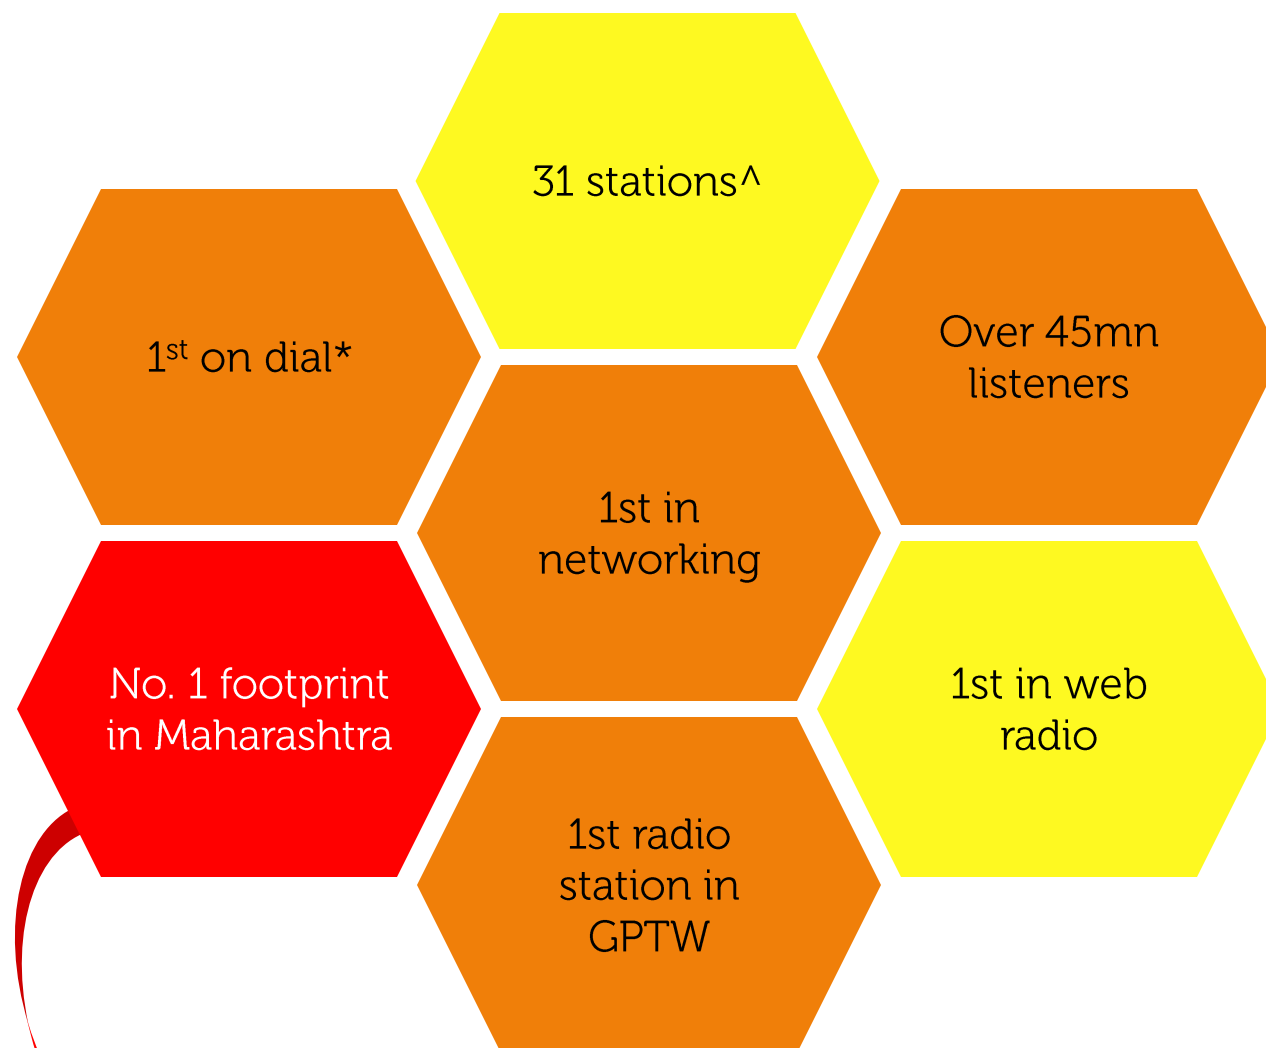 31 stations^
1st on dial*
Over 45mn
listeners
1st in
networking
No. 1 footprint
in Maharashtra
1st in web
radio
1st radio
station in
GPTW